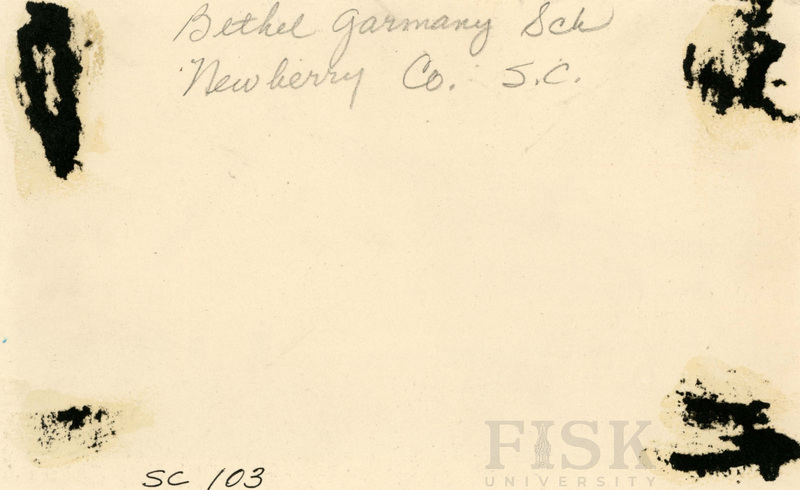 Bethel Garmany Sch
Newberry Co. S.C.
SC 103
FISK
UNIVERSITY